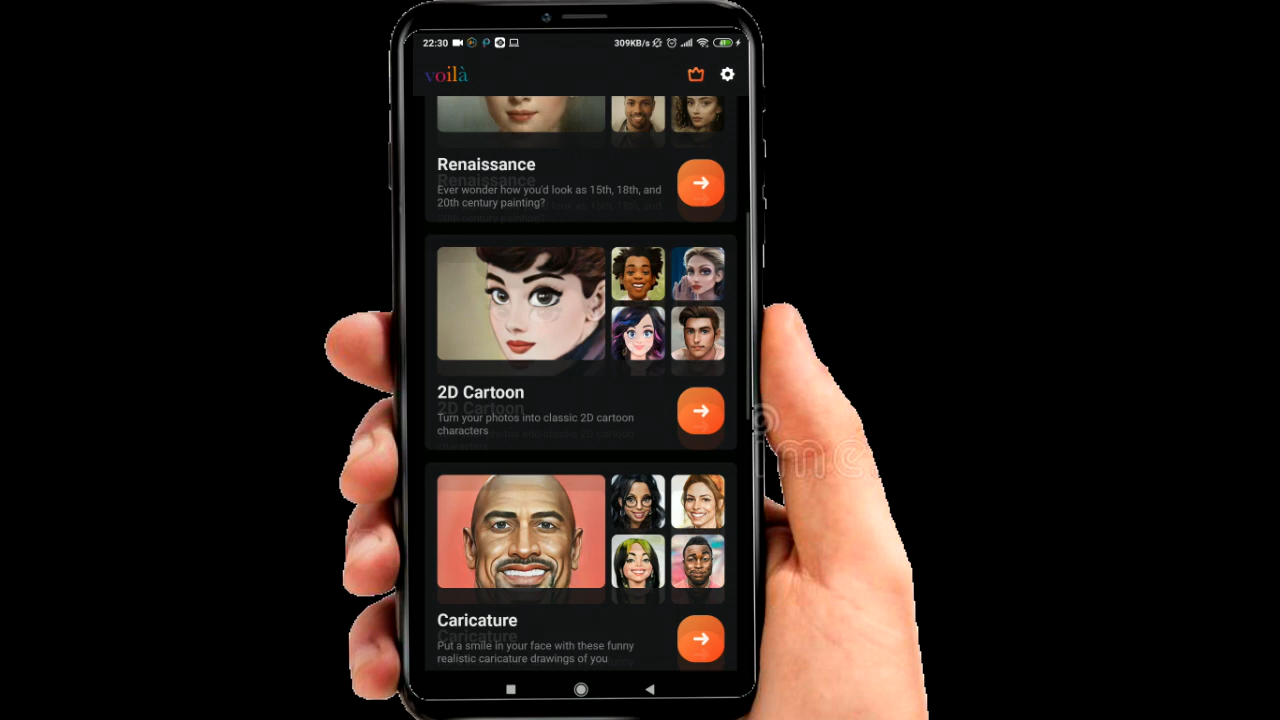 22:30
309KB/s
voilà
Renaissance
Ever wonder how you'd look as 15th, 18th, and
20th century painting?
2D Cartoon
Turn your photos into classic 2D cartoon
characters
Caricature
Put a smile in your face with these funny
realistic caricature drawings of you